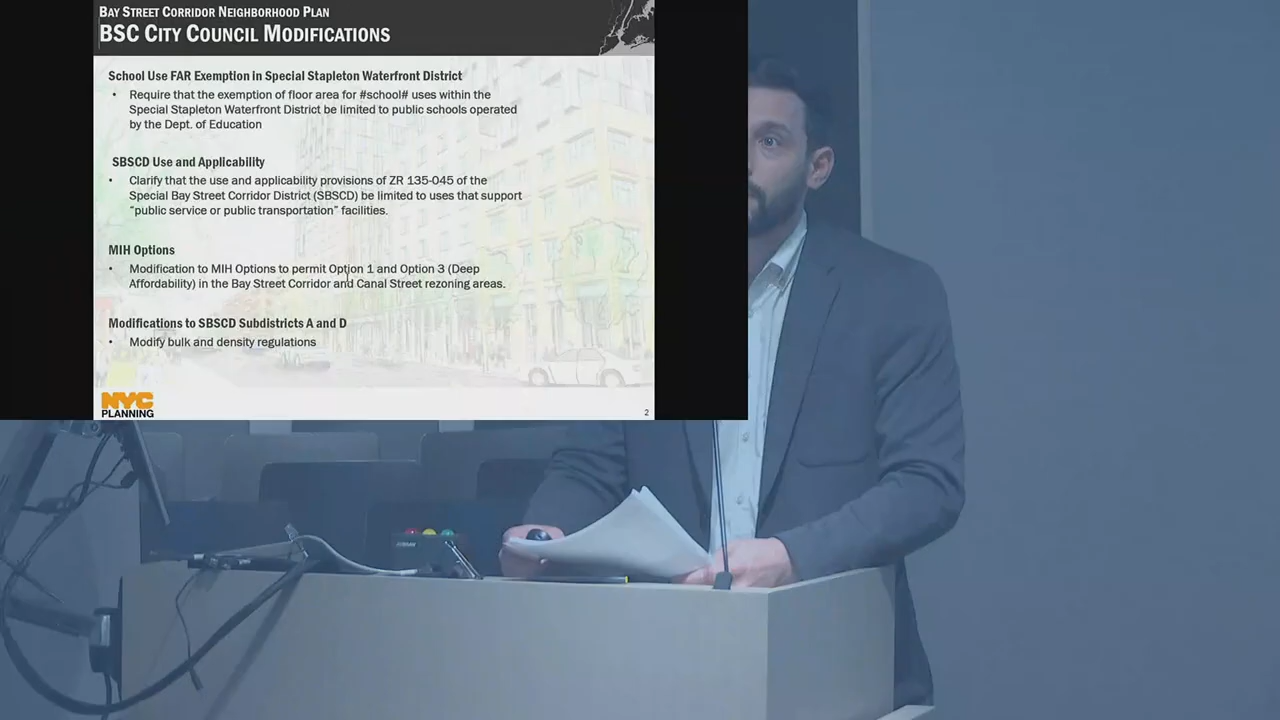 BAY STREET CORRIDOR NEIGHBORHOOD PLAN
BSC CITY COUNCIL MODIFICATIONS
School Use FAR Exemption in Special Stapleton Waterfront District
• Require that the exemption of floor area for #school# uses within the
Special Stapleton Waterfront District be limited to public schools operated
by the Dept. of Education
SBSCD Use and Applicability
• Clarify that the use and applicability provisions of ZR 135-045 of the
Special Bay Street Corridor District (SBSCD) be limited to uses that support
“public service or public transportation” facilities.
MIH Options
• Modification to MIH Options to permit Option 1 and Option 3 (Deep
Affordability) in the Bay Street Corridor and Canal Street rezoning areas.
Modifications to SBSCD Subdistricts A and D
• Modify bulk and density regulations
NYC
PLANNING
2